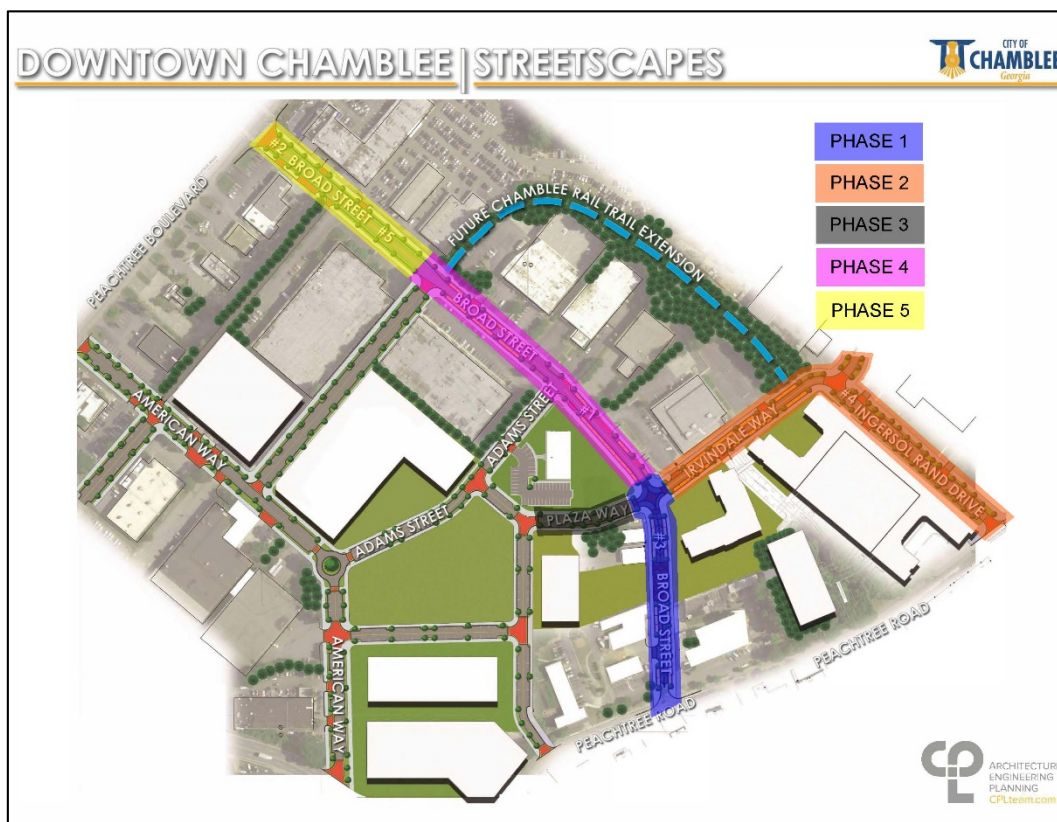 DOWNTOWN CHAMBLEE | STREETSCAPES
CITY OF
CHAMBLEE
Georgia
PHASE 1
PHASE 2
PHASE 3
PHASE 4
PHASE 5
#2 BROAD STREET #5
PEACHTREE BOULEVARD
FUTURE CHAMBLEE RAIL TRAIL EXTENSION
BROAD STREET
#1
AMERICAN WAY
ADAMS STREET
ADAMS STREET
IRVINDALE WAY
#4 INGERSOL RAND DRIVE
PLAZA WAY
#3 BROAD STREET
AMERICAN WAY
PEACHTREE ROAD
PEACHTREE ROAD
CPL
ARCHITECTURE
ENGINEERING
PLANNING
CPLteam.com